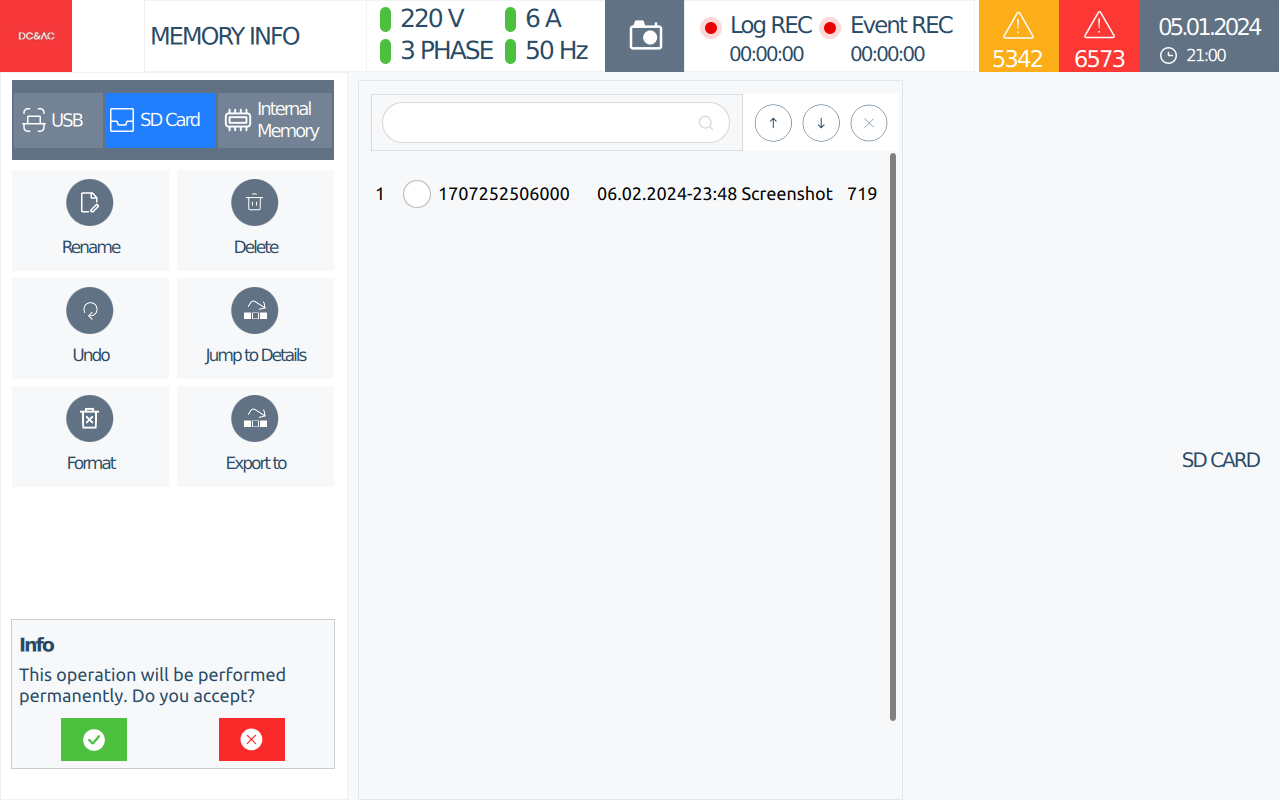 DC&AC
MEMORY INFO
220 V
6 A
3 PHASE
50 Hz
Log REC
00:00:00
Event REC
00:00:00
5342
6573
05.01.2024
21:00
USB
SD Card
Internal
Memory
Rename
Delete
Undo
Jump to Details
Format
Export to
1 1707252506000 06.02.2024-23:48 Screenshot 719
SD CARD
Info
This operation will be performed
permanently. Do you accept?